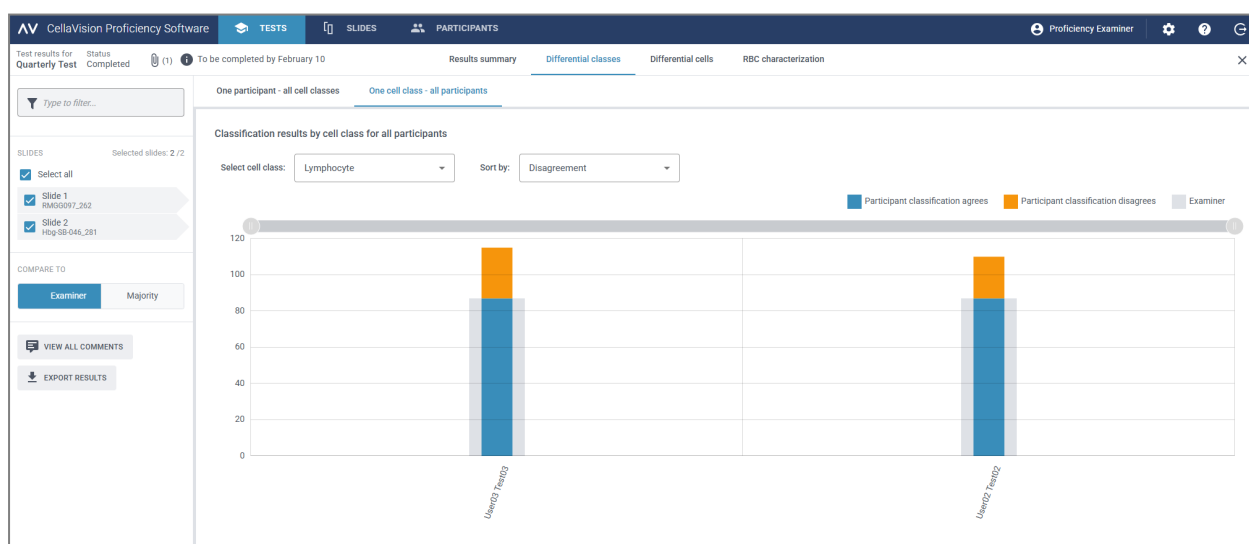 CellaVision Proficiency Software
TESTS
SLIDES
PARTICIPANTS
Proficiency Examiner
Test results for
Quarterly Test
Status
Completed
(1)
To be completed by February 10
Results summary
Differential classes
Differential cells
RBC characterization
Type to filter...
SLIDES
Selected slides: 2 /2
Select all
Slide 1
RMGG097_262
Slide 2
Hbg-SB-046_281
COMPARE TO
Examiner
Majority
VIEW ALL COMMENTS
EXPORT RESULTS
One participant - all cell classes
One cell class - all participants
Classification results by cell class for all participants
Select cell class:
Lymphocyte
Sort by:
Disagreement
Participant classification agrees
Participant classification disagrees
Examiner
120
100
80
60
40
20
0
User03 Test03
User02 Test02